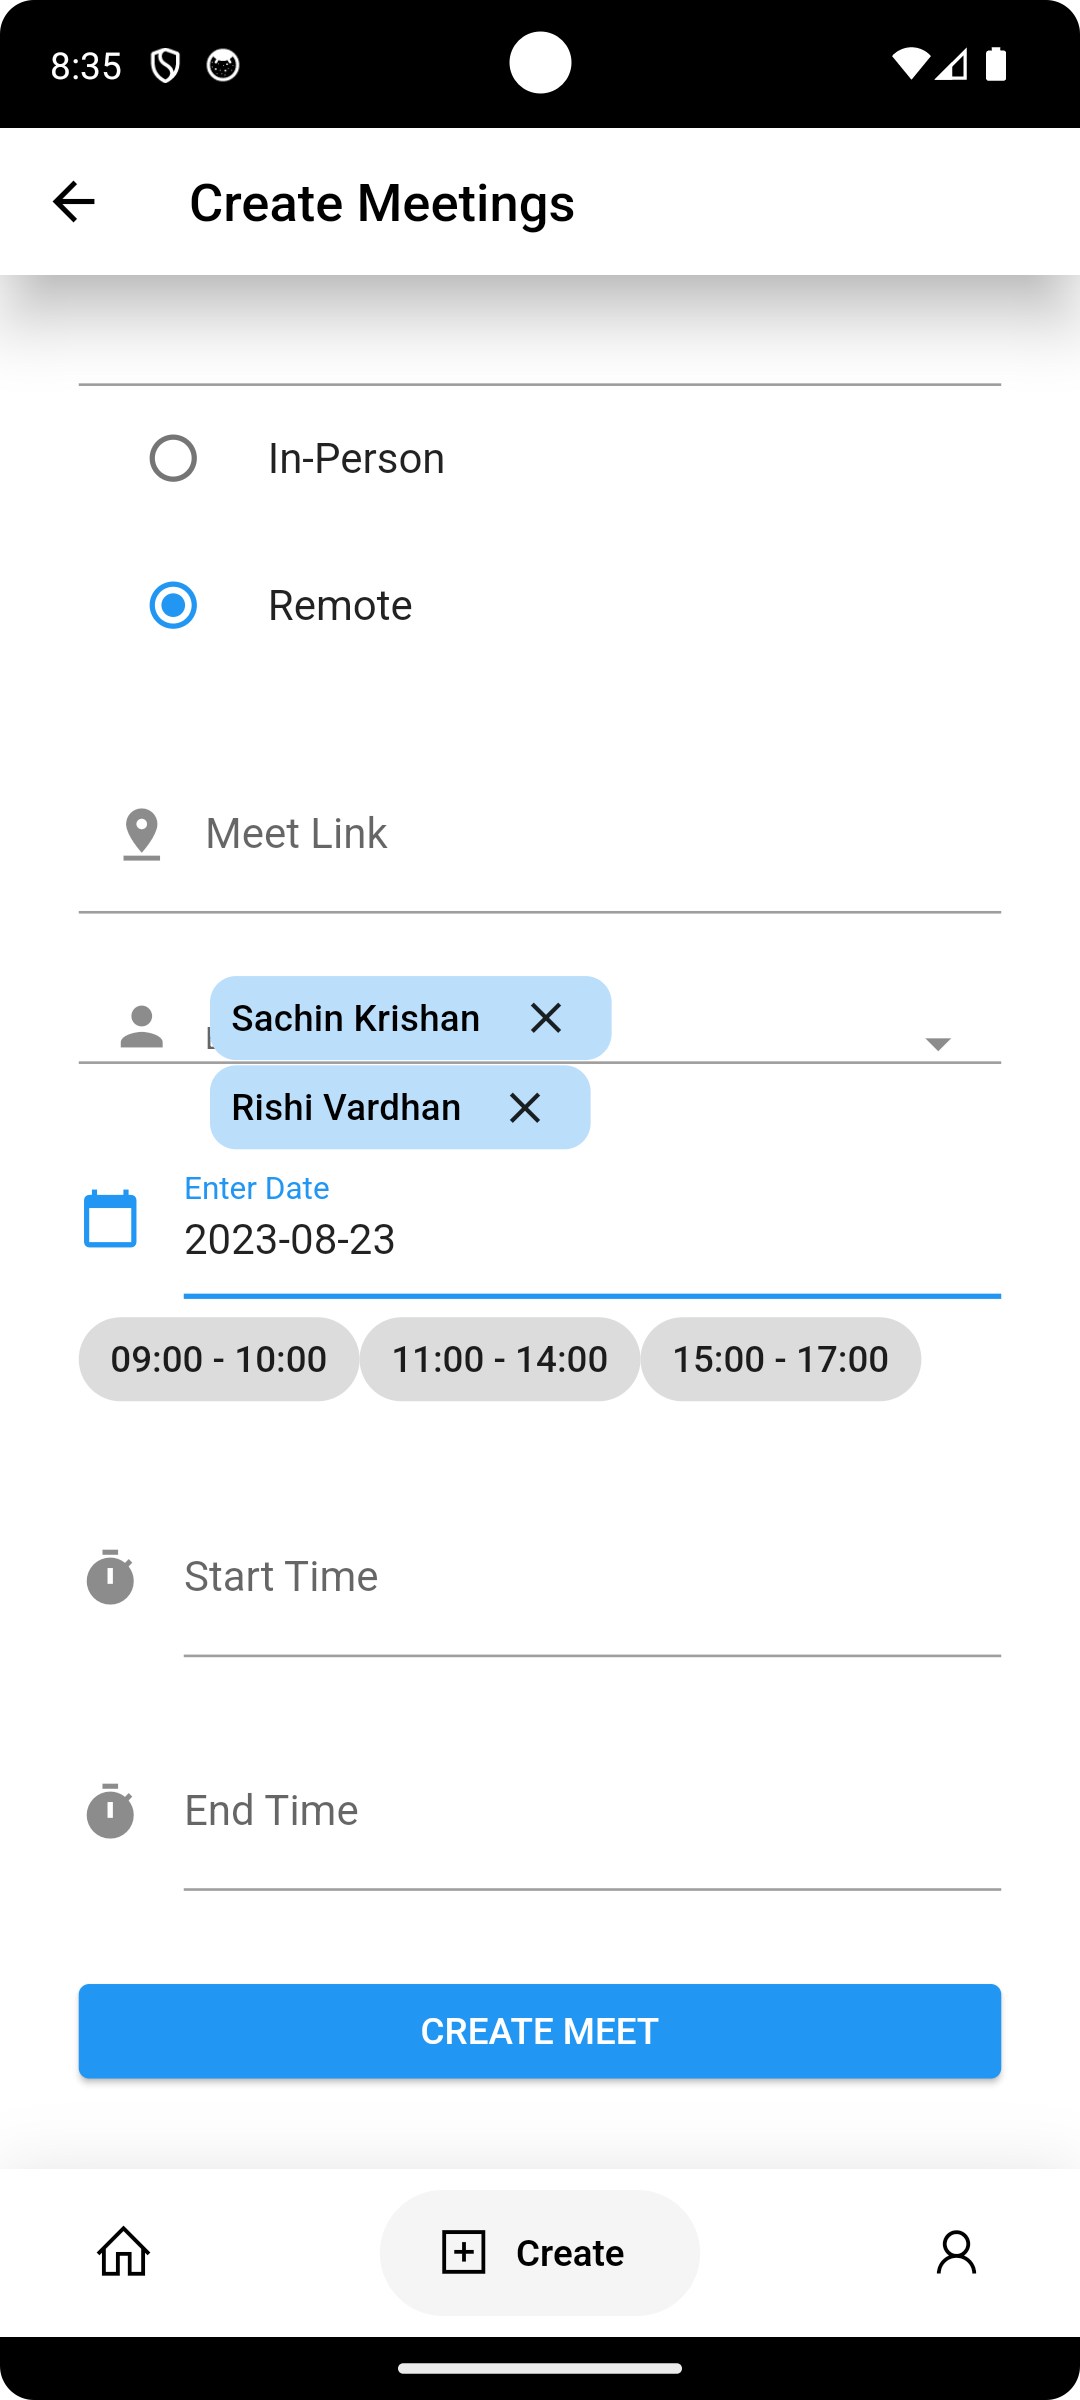 8:35
Create Meetings
In-Person
Remote
Meet Link
Sachin Krishan
Rishi Vardhan
Enter Date
2023-08-23
09:00 - 10:00 11:00 - 14:00 15:00 - 17:00
Start Time
End Time
CREATE MEET
Create